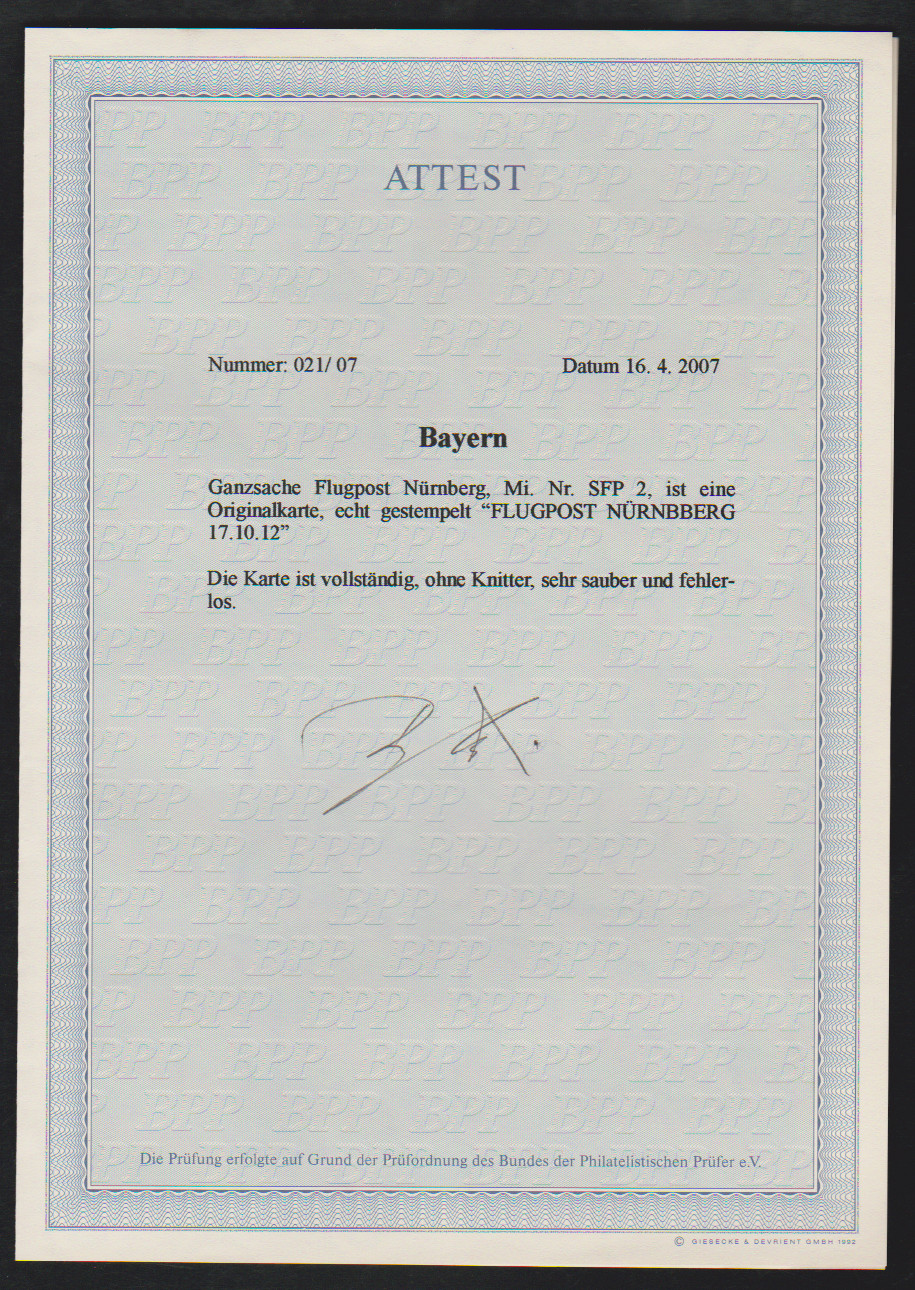 ATTEST
Nummer: 021/ 07 Datum 16. 4. 2007
Bayern
Ganzsache Flugpost Nürnberg, Mi. Nr. SFP 2, ist eine
Originalkarte, echt gestempelt “FLUGPOST NÜRNBBERG
17.10.12”
Die Karte ist vollständig, ohne Knitter, sehr sauber und fehler-
los.
Die Prüfung erfolgte auf Grund der Prüfordnung des Bundes der Philatelistischen Prüfer e.V.
© GIESECKE & DEVRIENT GMBH 1992